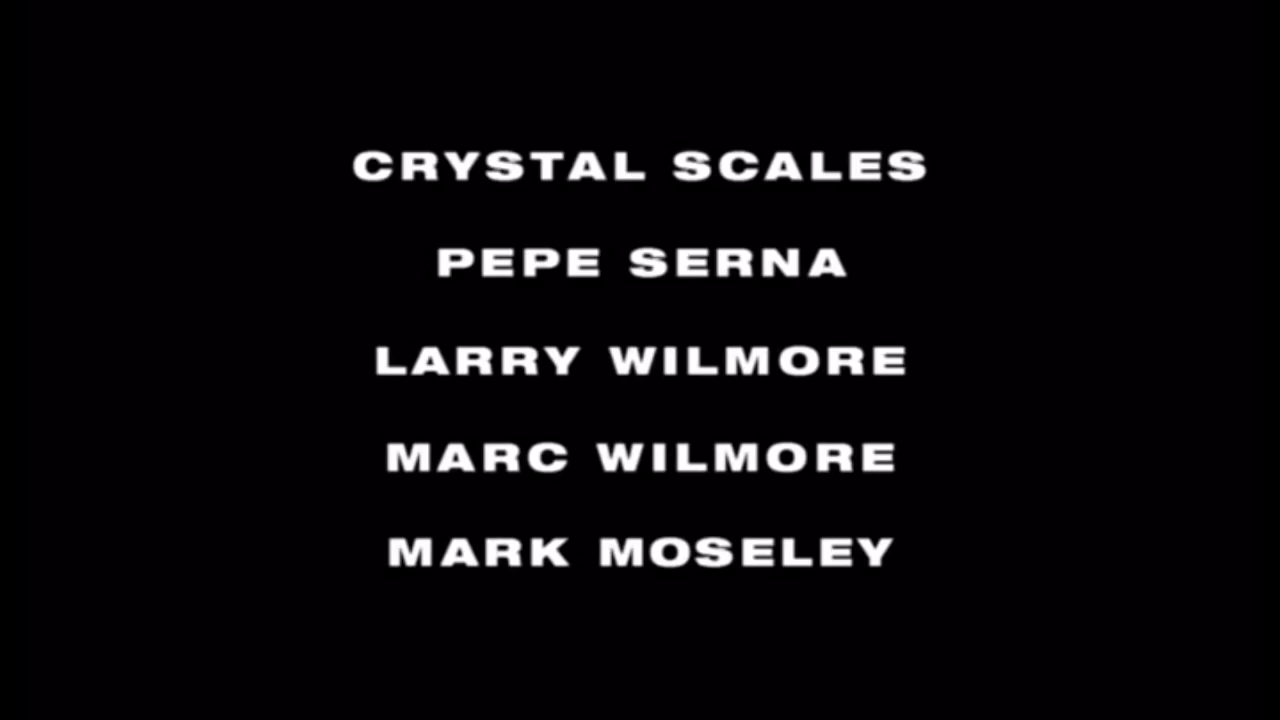 CRYSTAL SCALES
PEPE SERNA
LARRY WILMORE
MARC WILMORE
MARK MOSELEY